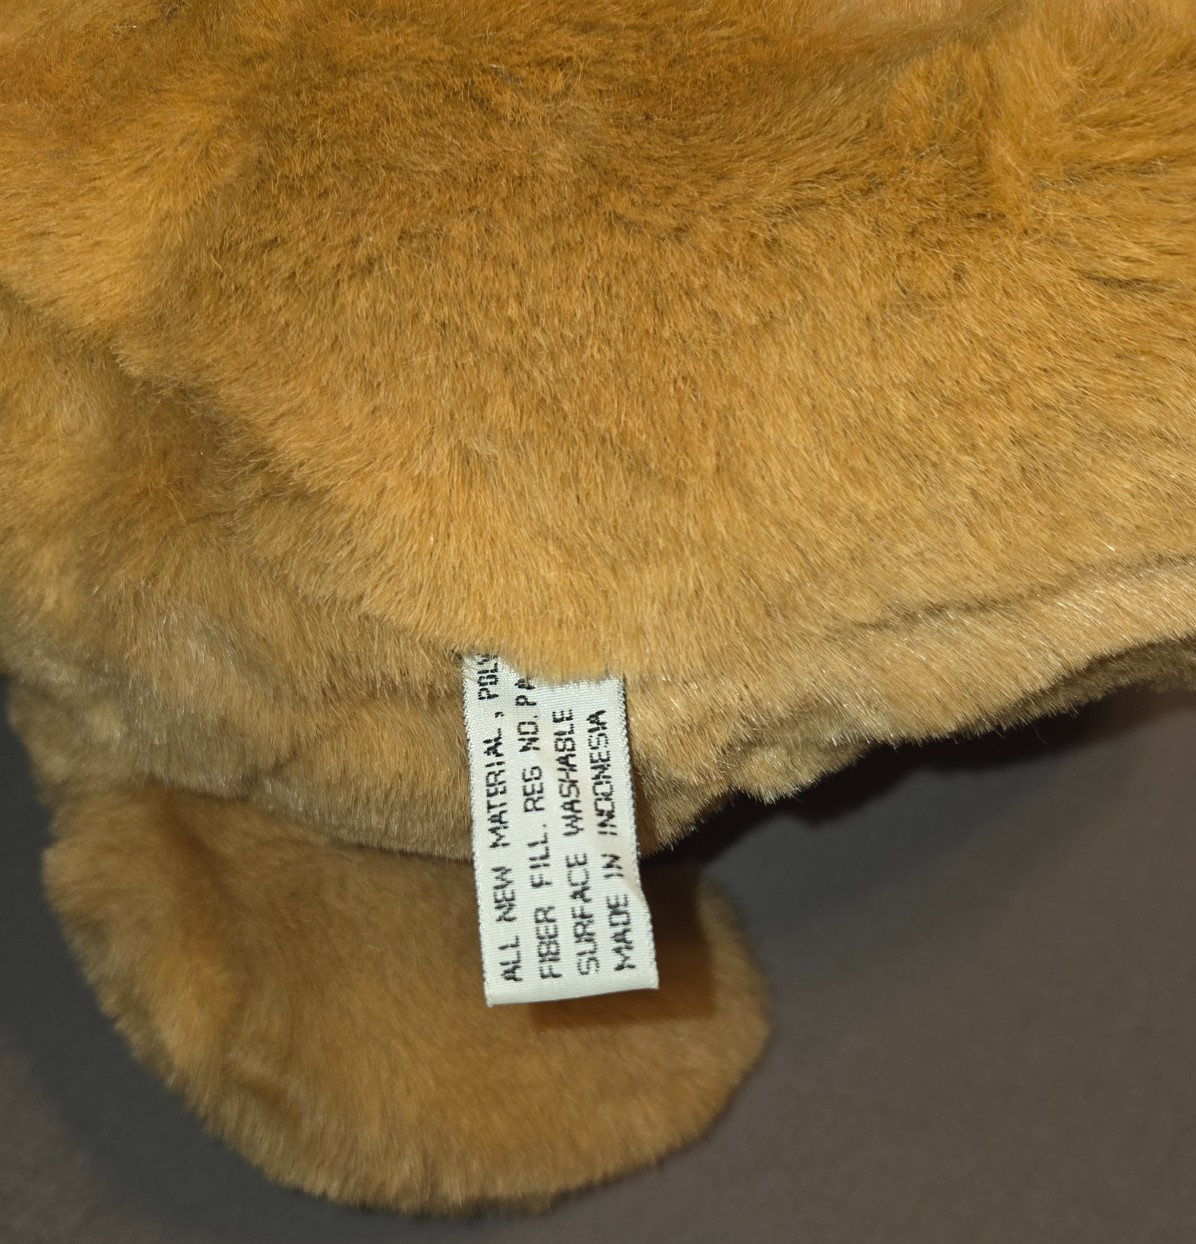 ALL NEW MATERIAL, POLY
FIBER FILL. REG NO. PA
SURFACE WASHABLE
MADE IN INDONESIA